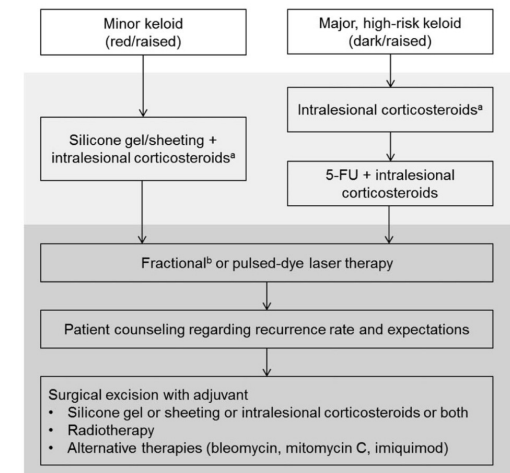 Minor keloid
(red/raised)
Major, high-risk keloid
(dark/raised)
Silicone gel/sheeting +
intralesional corticosteroidsᵃ
Intralesional corticosteroidsᵃ
5-FU + intralesional
corticosteroids
Fractionalᵇ or pulsed-dye laser therapy
Patient counseling regarding recurrence rate and expectations
Surgical excision with adjuvant
• Silicone gel or sheeting or intralesional corticosteroids or both
• Radiotherapy
• Alternative therapies (bleomycin, mitomycin C, imiquimod)